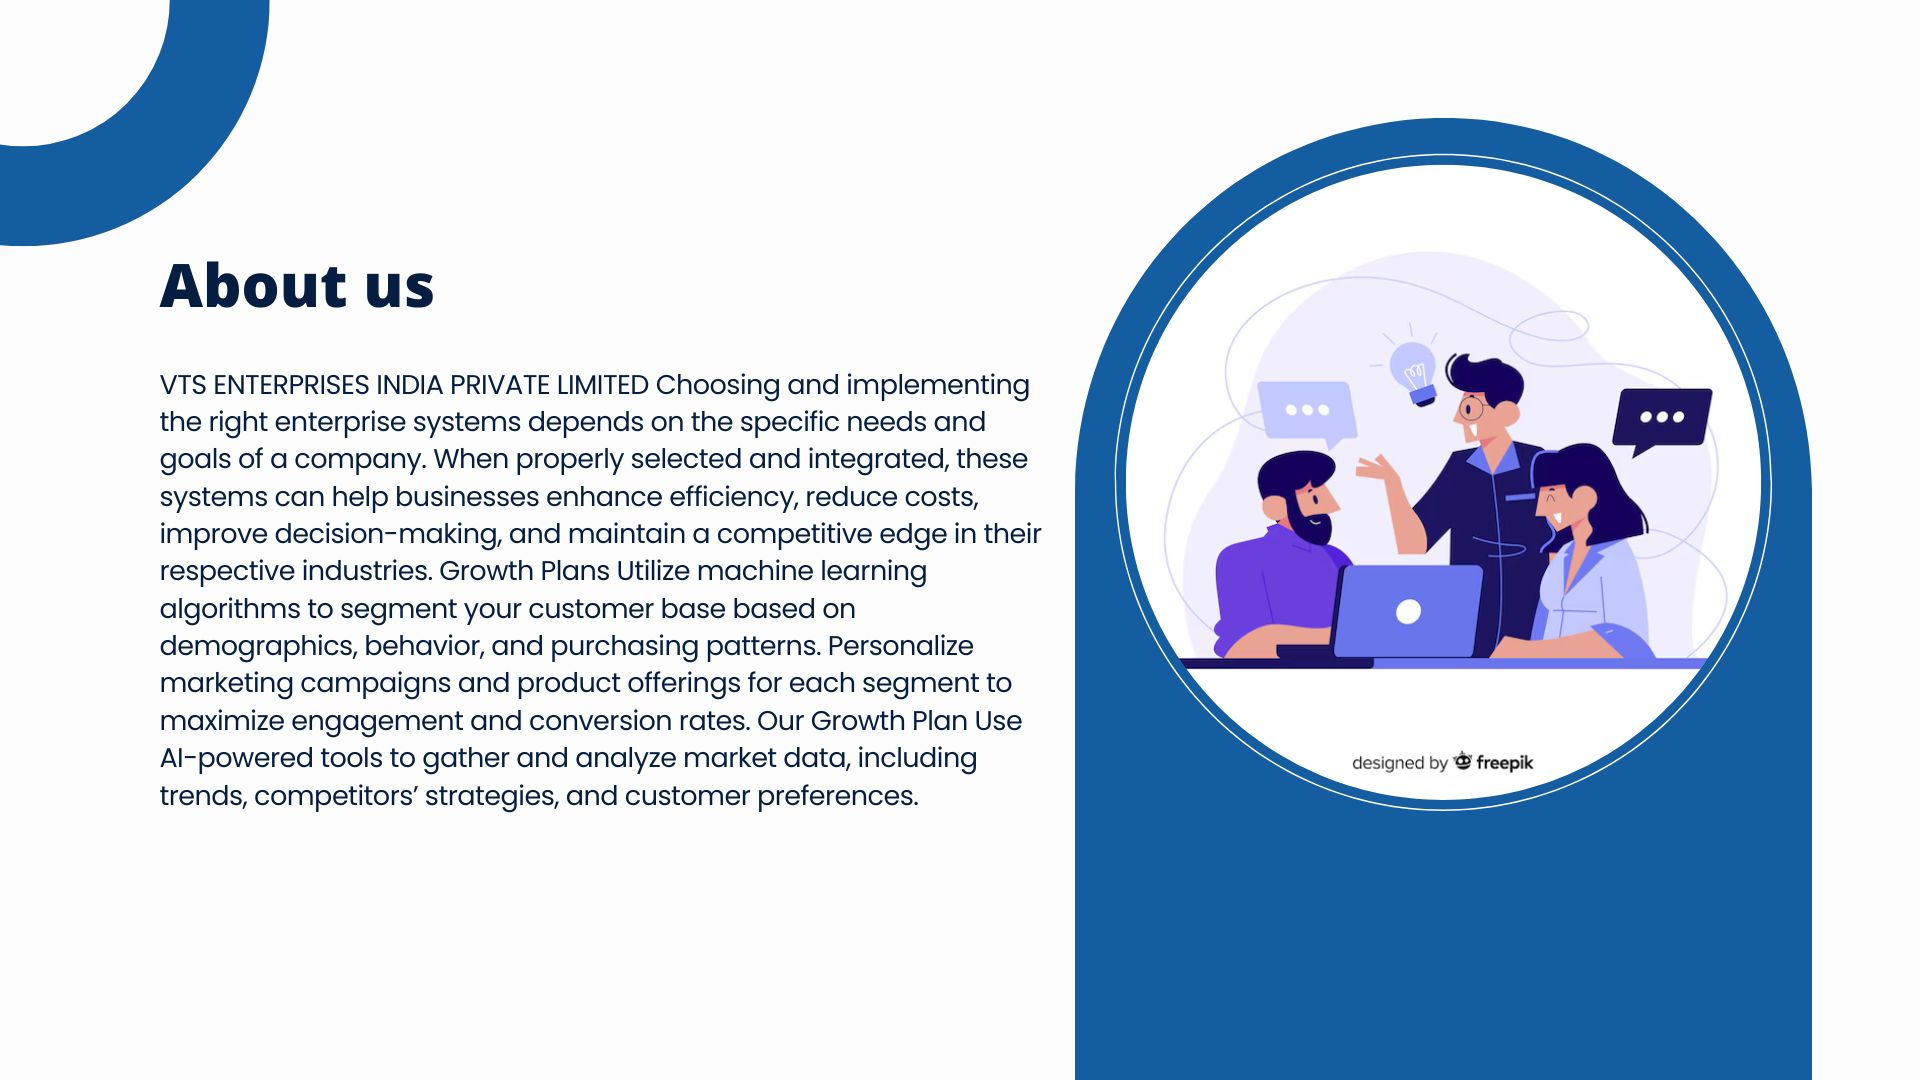 About us
VTS ENTERPRISES INDIA PRIVATE LIMITED Choosing and implementing
the right enterprise systems depends on the specific needs and
goals of a company. When properly selected and integrated, these
systems can help businesses enhance efficiency, reduce costs,
improve decision-making, and maintain a competitive edge in their
respective industries. Growth Plans Utilize machine learning
algorithms to segment your customer base based on
demographics, behavior, and purchasing patterns. Personalize
marketing campaigns and product offerings for each segment to
maximize engagement and conversion rates. Our Growth Plan Use
AI-powered tools to gather and analyze market data, including
trends, competitors’ strategies, and customer preferences.
designed by freepik